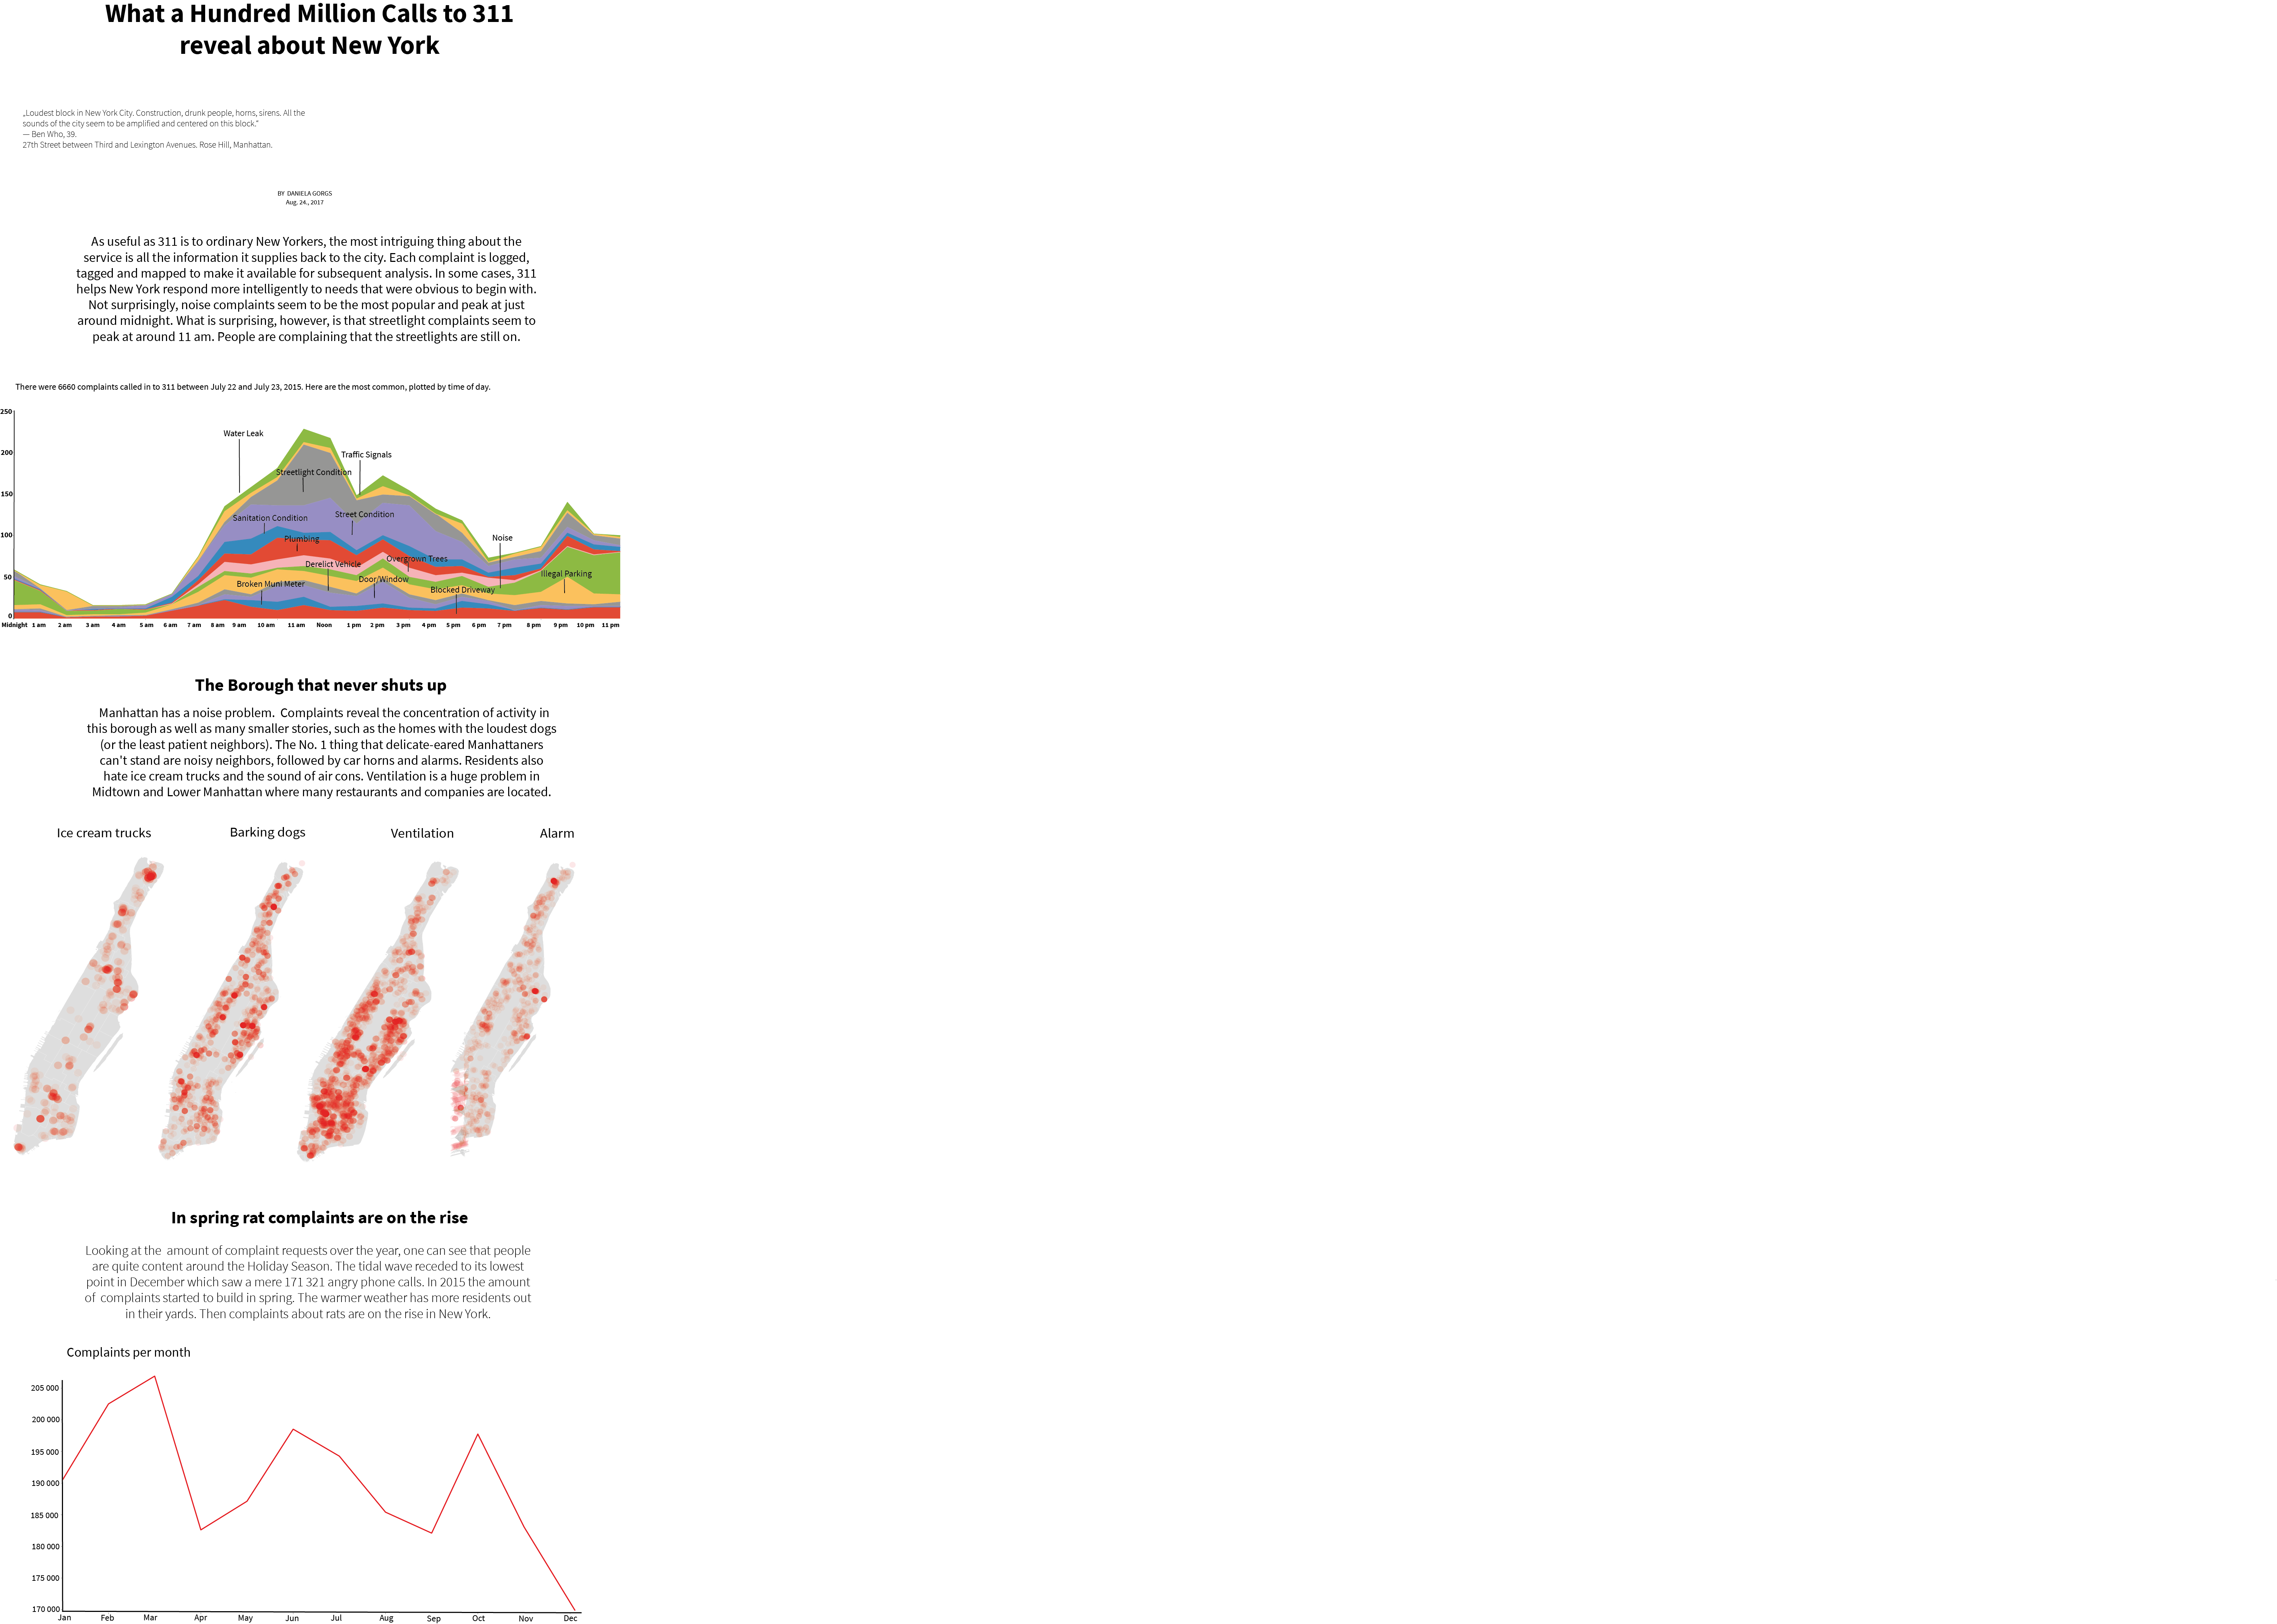 What a Hundred Million Calls to 311
reveal about New York
„Loudest block in New York City. Construction, drunk people, horns, sirens. All the
sounds of the city seem to be amplified and centered on this block.“
— Ben Who, 39.
27th Street between Third and Lexington Avenues. Rose Hill, Manhattan.
BY DANIELA GORGS
Aug. 24., 2017
As useful as 311 is to ordinary New Yorkers, the most intriguing thing about the
service is all the information it supplies back to the city. Each complaint is logged,
tagged and mapped to make it available for subsequent analysis. In some cases, 311
helps New York respond more intelligently to needs that were obvious to begin with.
Not surprisingly, noise complaints seem to be the most popular and peak at just
around midnight. What is surprising, however, is that streetlight complaints seem to
peak at around 11 am. People are complaining that the streetlights are still on.
There were 6660 complaints called in to 311 between July 22 and July 23, 2015. Here are the most common, plotted by time of day.
250
200
150
100
50
0
Water Leak
Traffic Signals
Streetlight Condition
Sanitation Condition
Street Condition
Plumbing
Noise
Overgrown Trees
Derelict Vehicle
Illegal Parking
Door/Window
Broken Muni Meter
Blocked Driveway
Midnight 1 am 2 am 3 am 4 am 5 am 6 am 7 am 8 am 9 am 10 am 11 am Noon 1 pm 2 pm 3 pm 4 pm 5 pm 6 pm 7 pm 8 pm 9 pm 10 pm 11 pm
The Borough that never shuts up
Manhattan has a noise problem.  Complaints reveal the concentration of activity in
this borough as well as many smaller stories, such as the homes with the loudest dogs
(or the least patient neighbors). The No. 1 thing that delicate-eared Manhattaners
can't stand are noisy neighbors, followed by car horns and alarms. Residents also
hate ice cream trucks and the sound of air cons. Ventilation is a huge problem in
Midtown and Lower Manhattan where many restaurants and companies are located.
Ice cream trucks Barking dogs Ventilation Alarm
In spring rat complaints are on the rise
Looking at the  amount of complaint requests over the year, one can see that people
are quite content around the Holiday Season. The tidal wave receded to its lowest
point in December which saw a mere 171 321 angry phone calls. In 2015 the amount
of  complaints started to build in spring. The warmer weather has more residents out
in their yards. Then complaints about rats are on the rise in New York.
Complaints per month
205 000
200 000
195 000
190 000
185 000
180 000
175 000
170 000
Jan Feb Mar Apr May Jun Jul Aug Sep Oct Nov Dec